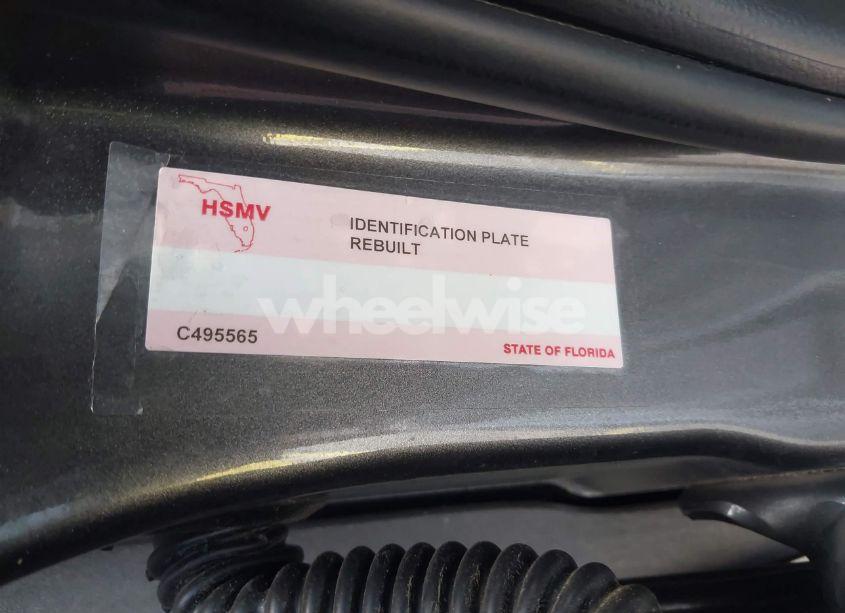 HSMV
IDENTIFICATION PLATE
REBUILT
wheelwise
C495565
STATE OF FLORIDA